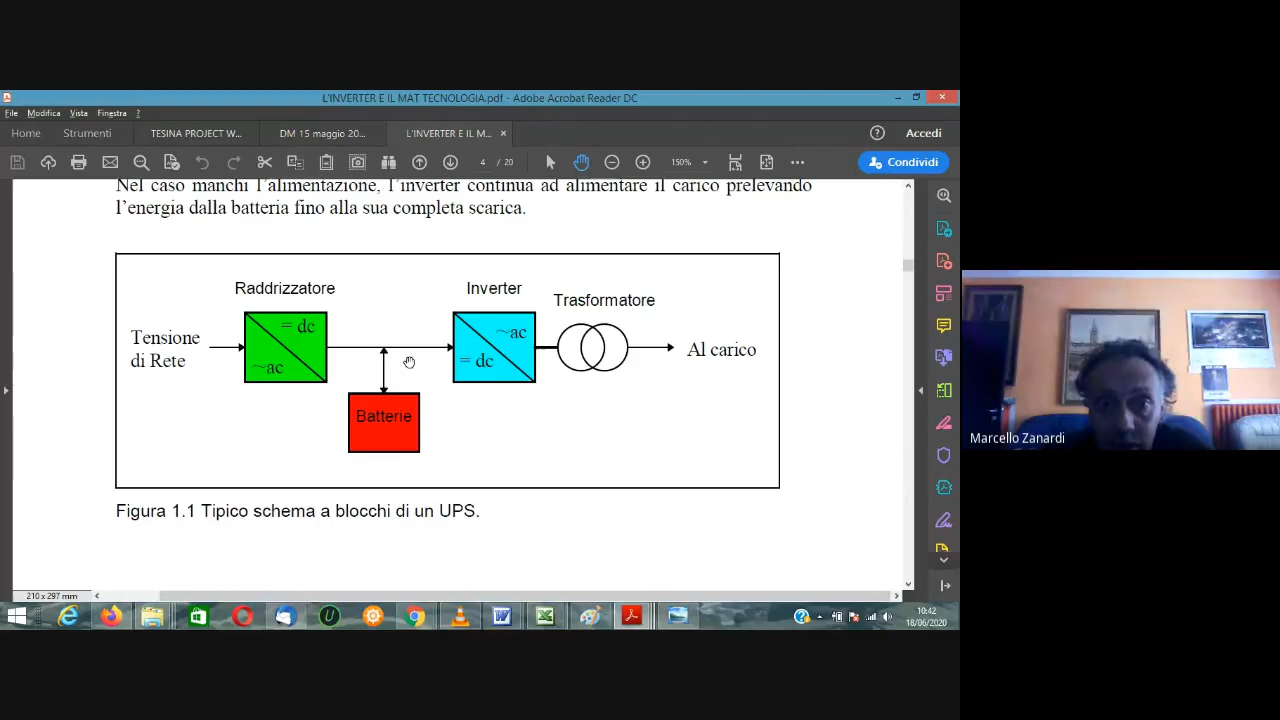 L'INVERTER E IL MAT TECNOLOGIA.pdf - Adobe Acrobat Reader DC
File Modifica Vista Finestra ?
Home Strumenti TESINA PROJECT W... DM 15 maggio 20... L'INVERTER E IL M... × Accedi
4 / 20 150% Condividi
Nel caso manchi l'alimentazione, l'inverter continua ad alimentare il carico prelevando
l'energia dalla batteria fino alla sua completa scarica.
Raddrizzatore
Inverter
Trasformatore
Tensione
di Rete
= dc
~ac
~ac
= dc
Al carico
Batterie
Figura 1.1 Tipico schema a blocchi di un UPS.
210 x 297 mm
10:42
18/06/2020
Marcello Zanardi